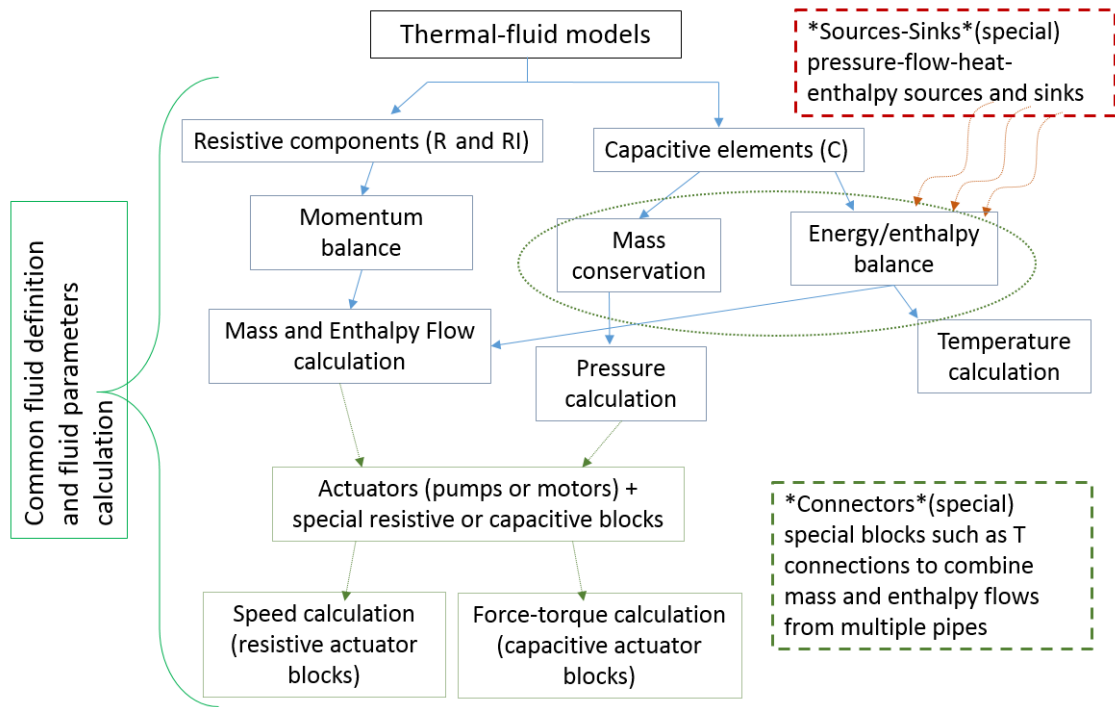 Thermal-fluid models
*Sources-Sinks*(special)
pressure-flow-heat-
enthalpy sources and sinks
Resistive components (R and RI)
Capacitive elements (C)
Momentum
balance
Mass
conservation
Energy/enthalpy
balance
Mass and Enthalpy Flow
calculation
Pressure
calculation
Temperature
calculation
Common fluid definition
and fluid parameters
calculation
Actuators (pumps or motors) +
special resistive or capacitive blocks
*Connectors*(special)
special blocks such as T
connections to combine
mass and enthalpy flows
from multiple pipes
Speed calculation
(resistive actuator
blocks)
Force-torque calculation
(capacitive actuator
blocks)